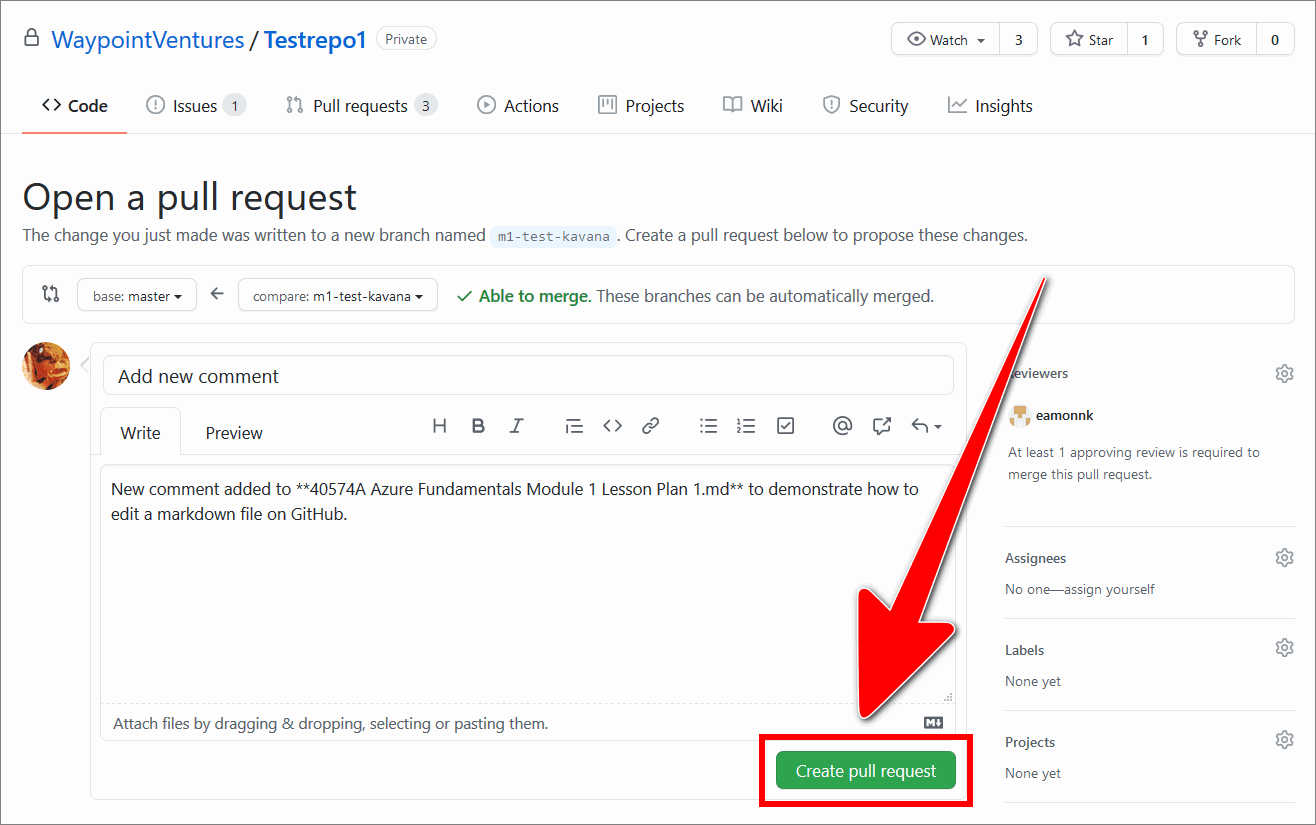 WaypointVentures / Testrepo1 Private
Watch 3 Star 1 Fork 0
Code Issues 1 Pull requests 3 Actions Projects Wiki Security Insights
Open a pull request
The change you just made was written to a new branch named m1-test-kavana . Create a pull request below to propose these changes.
base: master compare: m1-test-kavana Able to merge. These branches can be automatically merged.
Add new comment
Write Preview
New comment added to **40574A Azure Fundamentals Module 1 Lesson Plan 1.md** to demonstrate how to
edit a markdown file on GitHub.
Attach files by dragging & dropping, selecting or pasting them.
Create pull request
eviewers
eamonnk
At least 1 approving review is required to
merge this pull request.
Assignees
No one—assign yourself
Labels
None yet
Projects
None yet